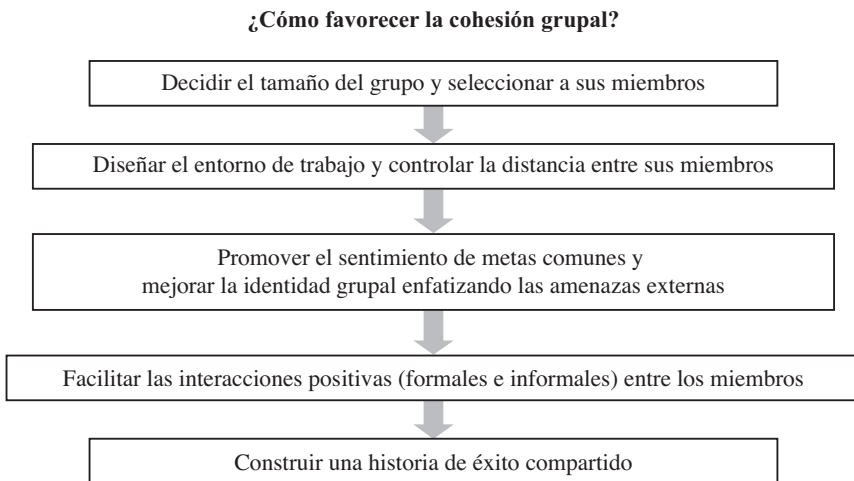 ¿Cómo favorecer la cohesión grupal?
Decidir el tamaño del grupo y seleccionar a sus miembros
Diseñar el entorno de trabajo y controlar la distancia entre sus miembros
Promover el sentimiento de metas comunes y
mejorar la identidad grupal enfatizando las amenazas externas
Facilitar las interacciones positivas (formales e informales) entre los miembros
Construir una historia de éxito compartido